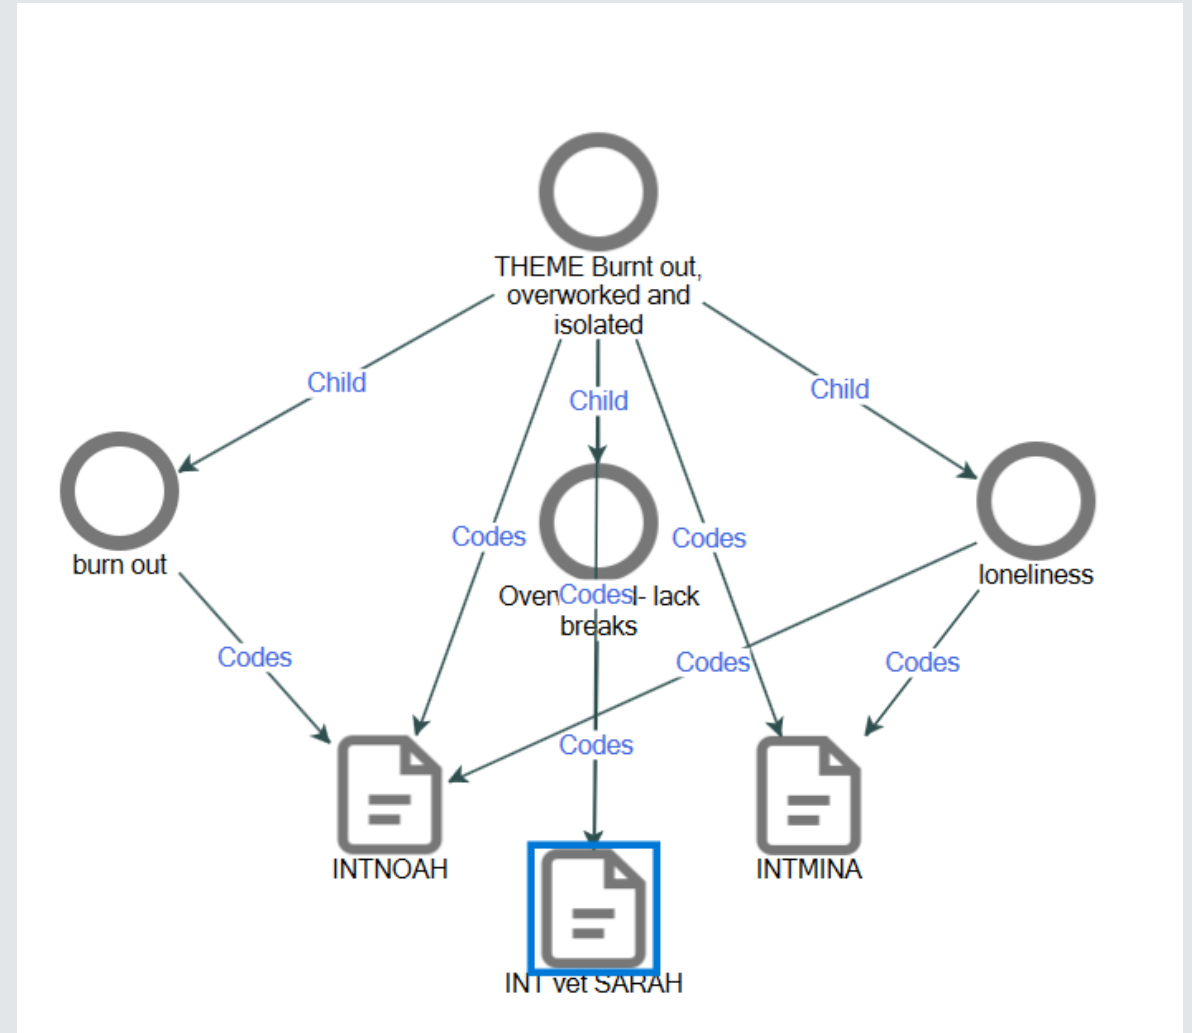 THEME Burnt out,
overworked and
isolated
Child
Child
Child
burn out
loneliness
Codes
Codes
Codes
- lack
breaks
Codes
Codes
Codes
Codes
INTNOAH
INTMINA
INT vet SARAH